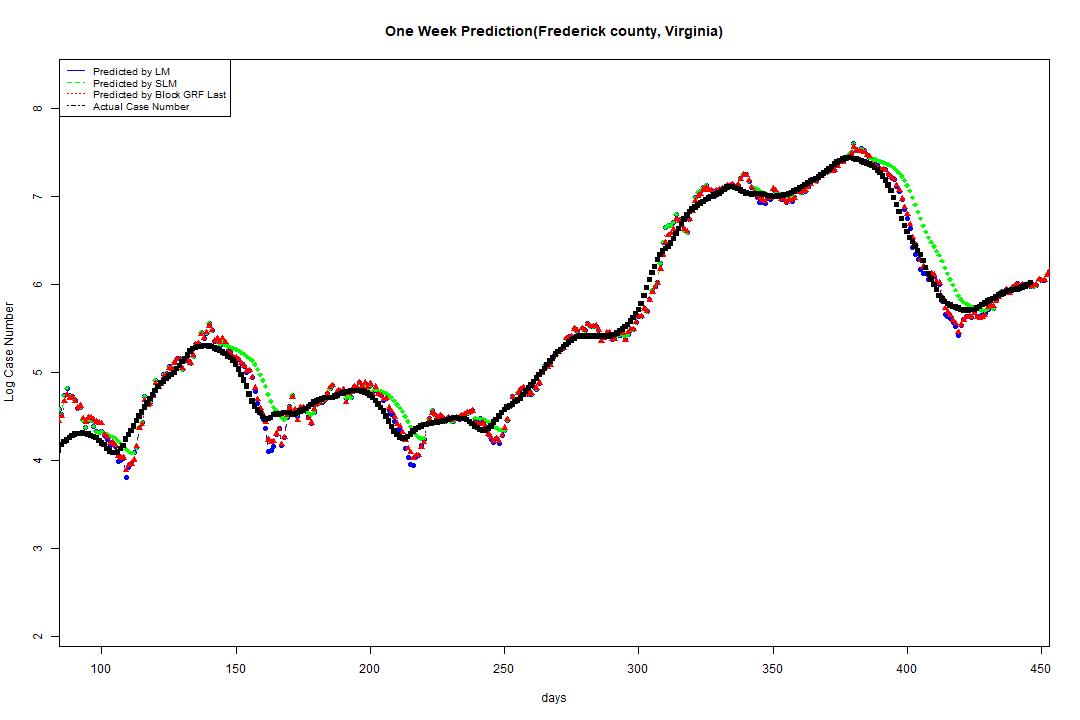 One Week Prediction(Frederick county, Virginia)
Predicted by LM
Predicted by SLM
Predicted by Block GRF Last
Actual Case Number
Log Case Number
8
7
6
5
4
3
2
100 150 200 250 300 350 400 450
days